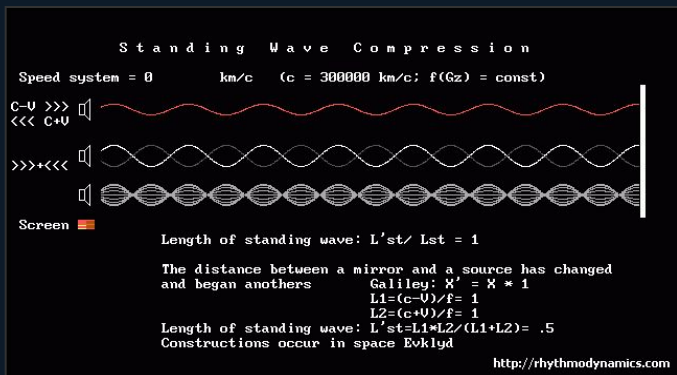 Standing Wave Compression
Speed system = 0 km/c (c = 300000 km/c; f(Gz) = const)
C-V >>>
<<< C+V
>>>+<<<
Screen
Length of standing wave: L'st/ Lst = 1
The distance between a mirror and a source has changed
and began anothers Galiley: X' = X * 1
L1=(c-V)/f= 1
L2=(c+V)/f= 1
Length of standing wave: L'st=L1*L2/(L1+L2)= .5
Constructions occur in space Evklyd
http://rhythmodynamics.com